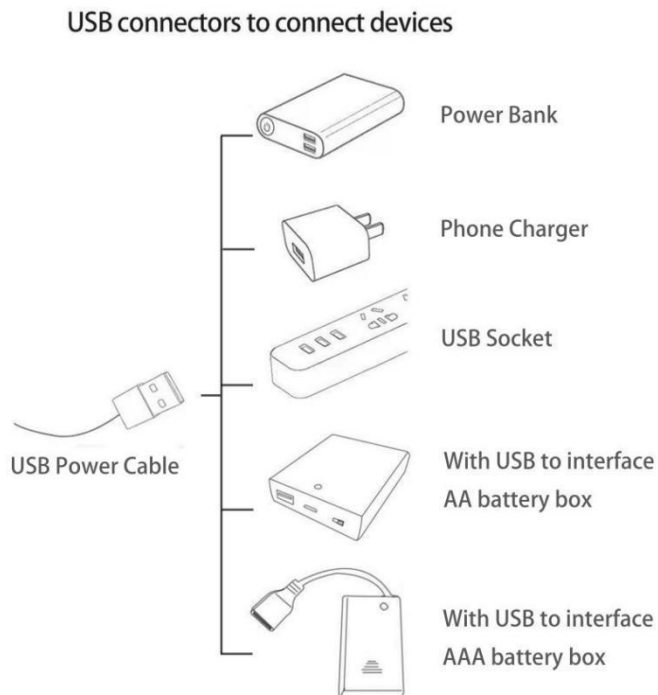 USB connectors to connect devices
Power Bank
Phone Charger
USB Socket
USB Power Cable
With USB to interface
AA battery box
With USB to interface
AAA battery box